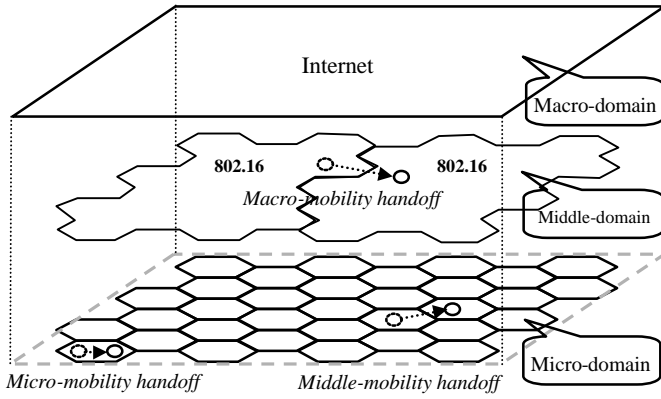 Internet
Macro-domain
802.16
802.16
Macro-mobility handoff
Middle-domain
Micro-domain
Micro-mobility handoff
Middle-mobility handoff